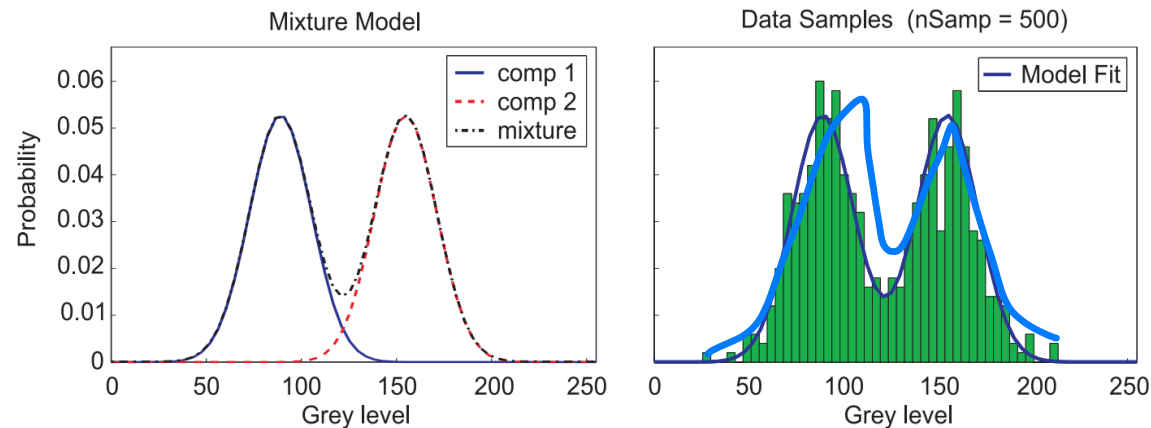 Mixture Model
Probability
0.06
0.05
0.04
0.03
0.02
0.01
0
comp 1
comp 2
mixture
0 50 100 150 200 250
Grey level
Data Samples (nSamp = 500)
Model Fit
0 50 100 150 200 250
Grey level